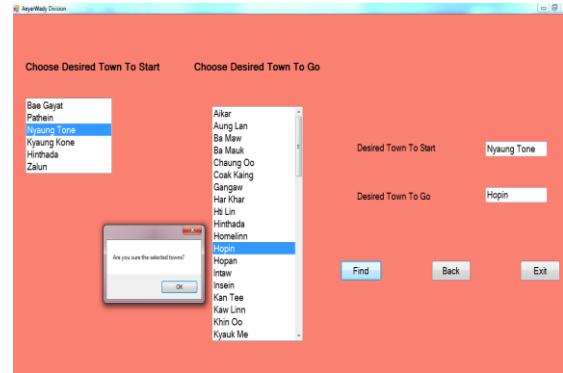 AeyarWady Division
Choose Desired Town To Start
Choose Desired Town To Go
Bae Gayat
Pathein
Nyaung Tone
Kyaung Kone
Hinthada
Zalun
Aikar
Aung Lan
Ba Maw
Ba Mauk
Chaung Oo
Coak Kaing
Gangaw
Har Khar
Hti Lin
Hinthada
Homelinn
Hopin
Hopan
Intaw
Insein
Kan Tee
Kaw Linn
Khin Oo
Kyauk Me
Desired Town To Start
Nyaung Tone
Desired Town To Go
Hopin
Find
Back
Exit
Are you sure the selected towns?
OK